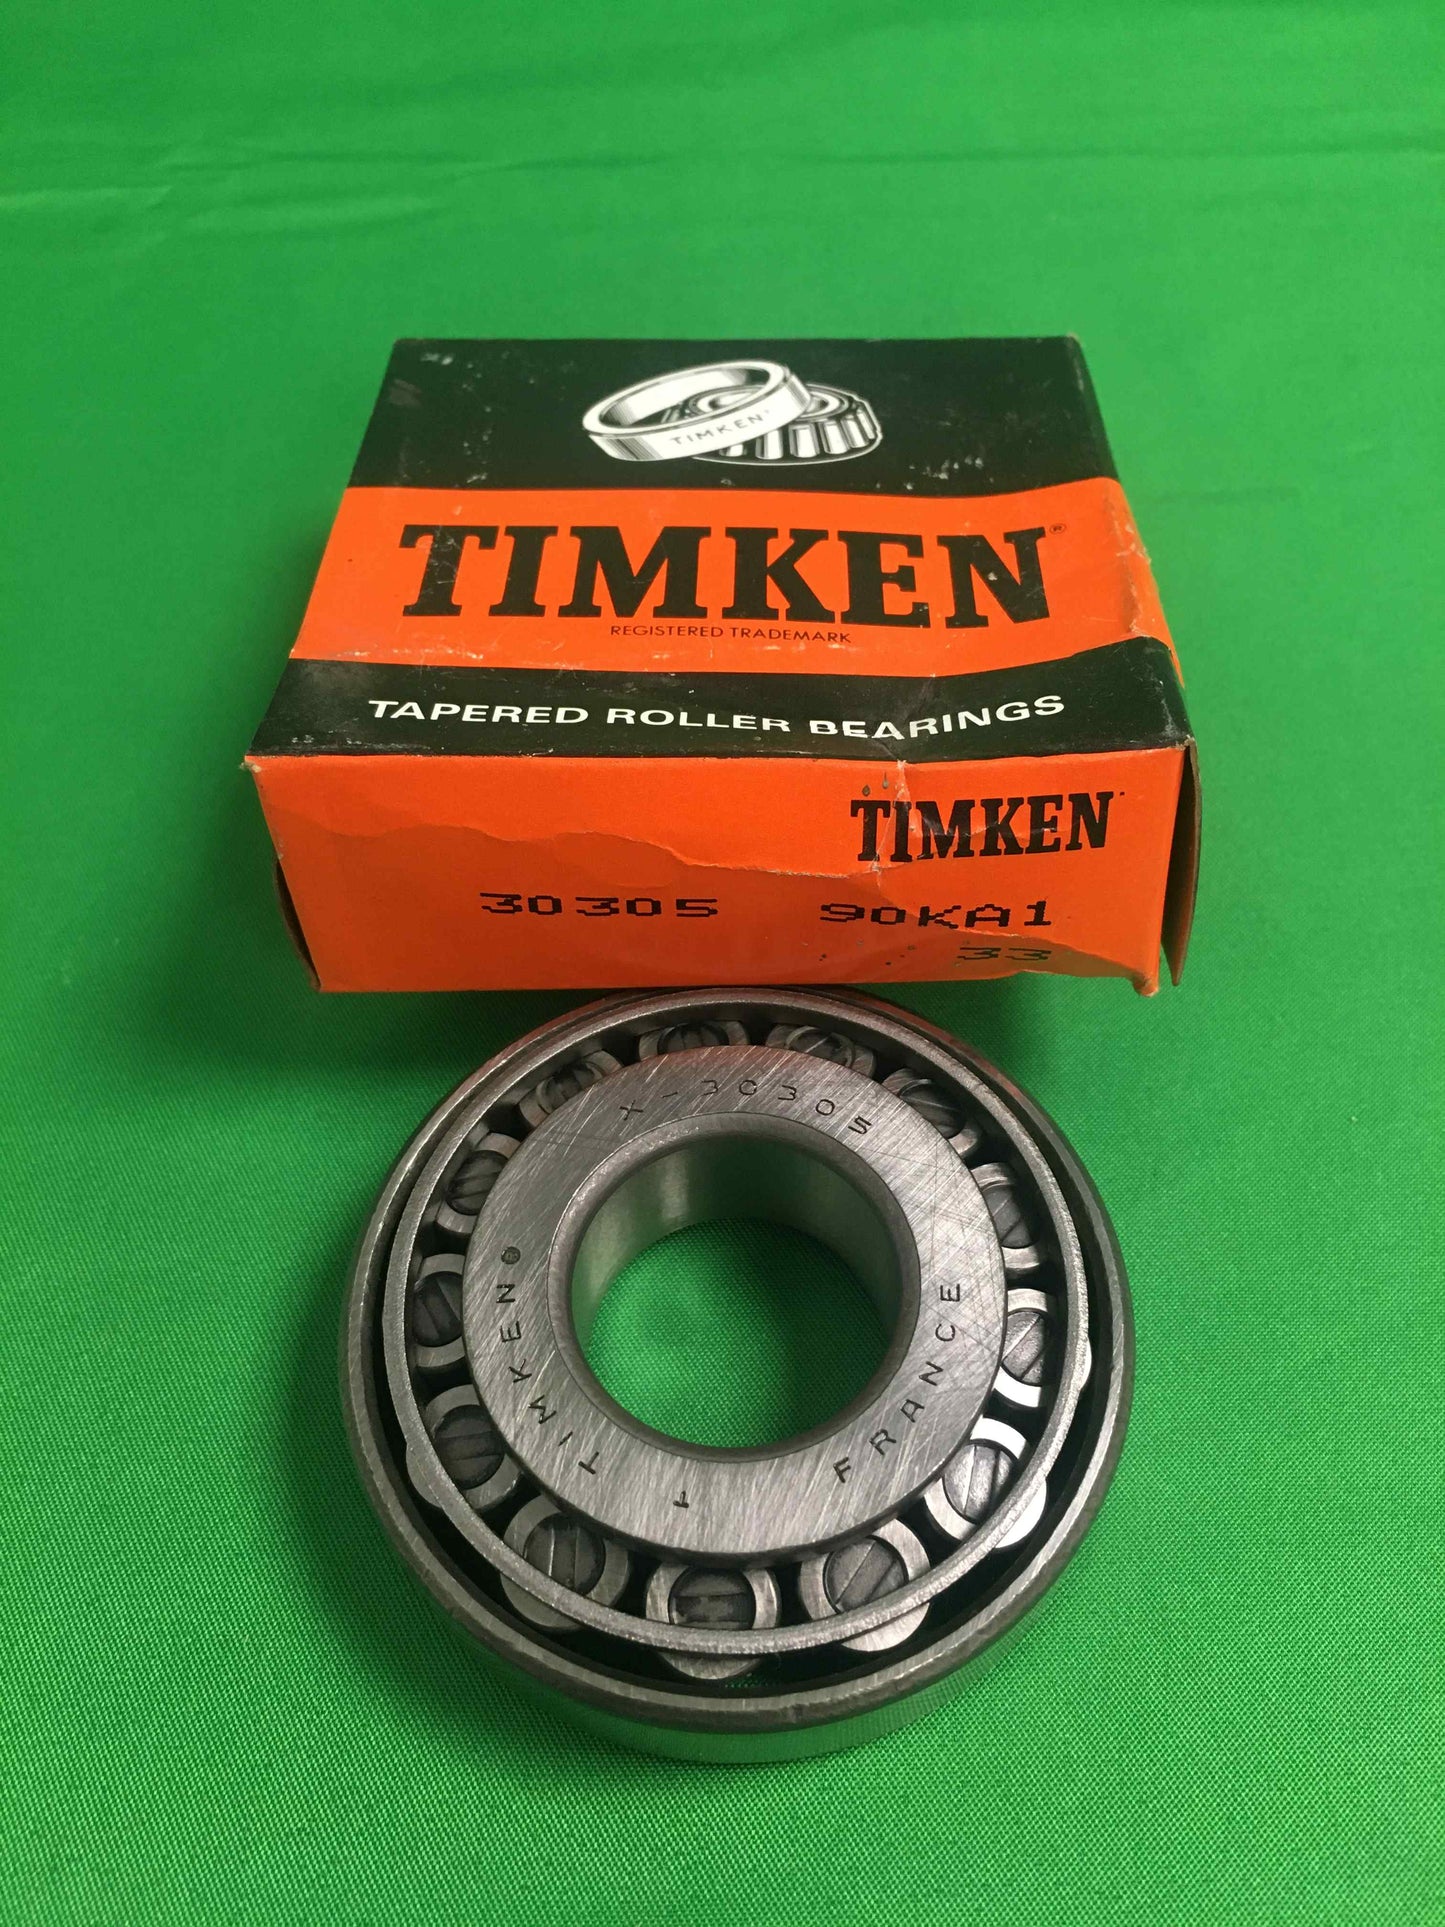 TIMKEN
TIMKEN®
REGISTERED TRADEMARK
TAPERED ROLLER BEARINGS
TIMKEN
30305 90KA1
33
X-30305
TIMKEN®
T
FRANCE